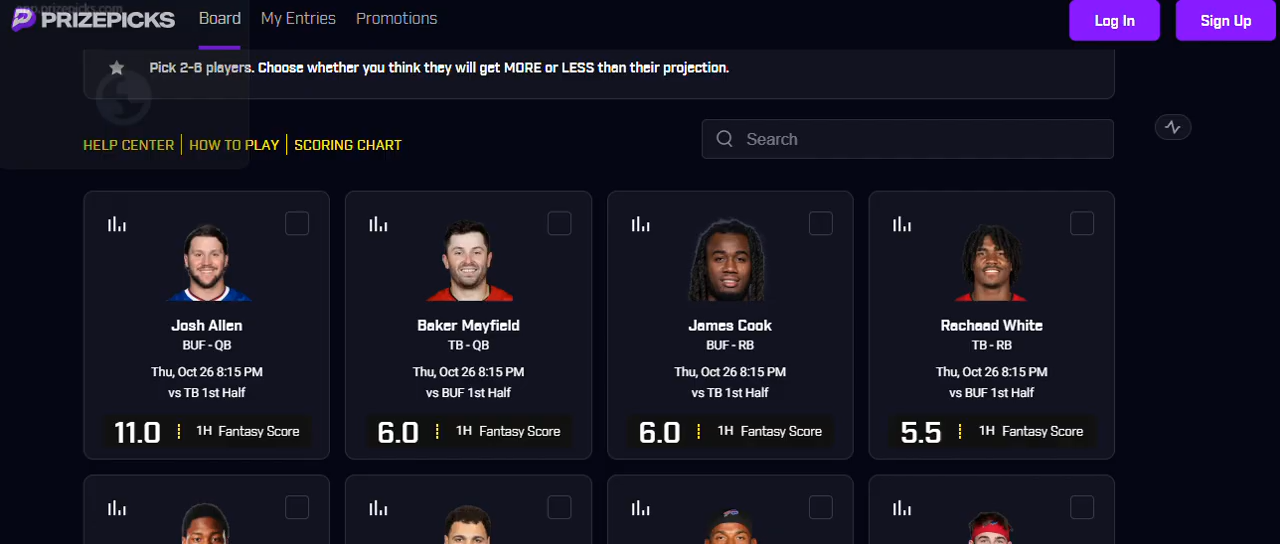 app.prizepicks.com
PRIZEPICKS
Board
My Entries
Promotions
Log In
Sign Up
Pick 2-6 players. Choose whether you think they will get MORE or LESS than their projection.
HELP CENTER
HOW TO PLAY
SCORING CHART
Search
Josh Allen
BUF - QB
Thu, Oct 26 8:15 PM
vs TB 1st Half
11.0 1H Fantasy Score
Baker Mayfield
TB - QB
Thu, Oct 26 8:15 PM
vs BUF 1st Half
6.0 1H Fantasy Score
James Cook
BUF - RB
Thu, Oct 26 8:15 PM
vs TB 1st Half
6.0 1H Fantasy Score
Rachaad White
TB - RB
Thu, Oct 26 8:15 PM
vs BUF 1st Half
5.5 1H Fantasy Score